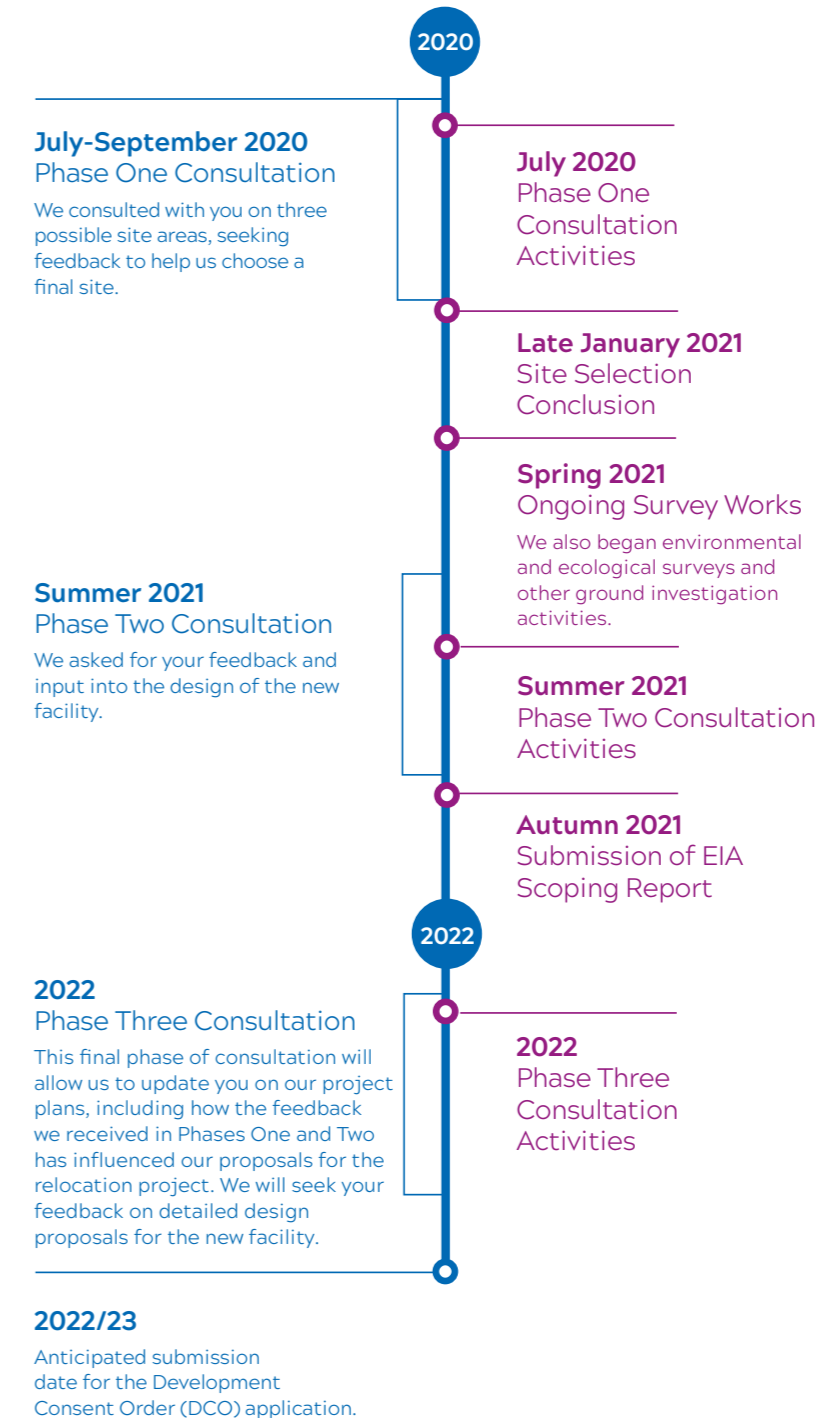 2020
July-September 2020
Phase One Consultation
We consulted with you on three
possible site areas, seeking
feedback to help us choose a
final site.
July 2020
Phase One
Consultation
Activities
Late January 2021
Site Selection
Conclusion
Spring 2021
Ongoing Survey Works
We also began environmental
and ecological surveys and
other ground investigation
activities.
Summer 2021
Phase Two Consultation
We asked for your feedback and
input into the design of the new
facility.
Summer 2021
Phase Two Consultation
Activities
Autumn 2021
Submission of EIA
Scoping Report
2022
2022
Phase Three Consultation
This final phase of consultation will
allow us to update you on our project
plans, including how the feedback
we received in Phases One and Two
has influenced our proposals for the
relocation project. We will seek your
feedback on detailed design
proposals for the new facility.
2022
Phase Three
Consultation
Activities
2022/23
Anticipated submission
date for the Development
Consent Order (DCO) application.